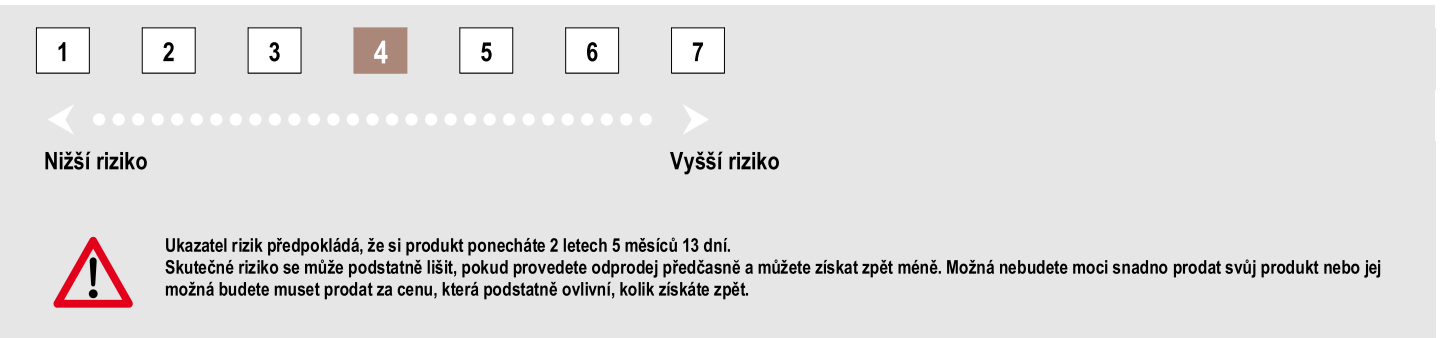 1 2 3 4 5 6 7
Nižší riziko Vyšší riziko
Ukazatel rizik předpokládá, že si produkt ponecháte 2 letech 5 měsíců 13 dní.
Skutečné riziko se může podstatně lišit, pokud provedete odprodej předčasně a můžete získat zpět méně. Možná nebudete moci snadno prodat svůj produkt nebo jej
možná budete muset prodat za cenu, která podstatně ovlivní, kolik získáte zpět.